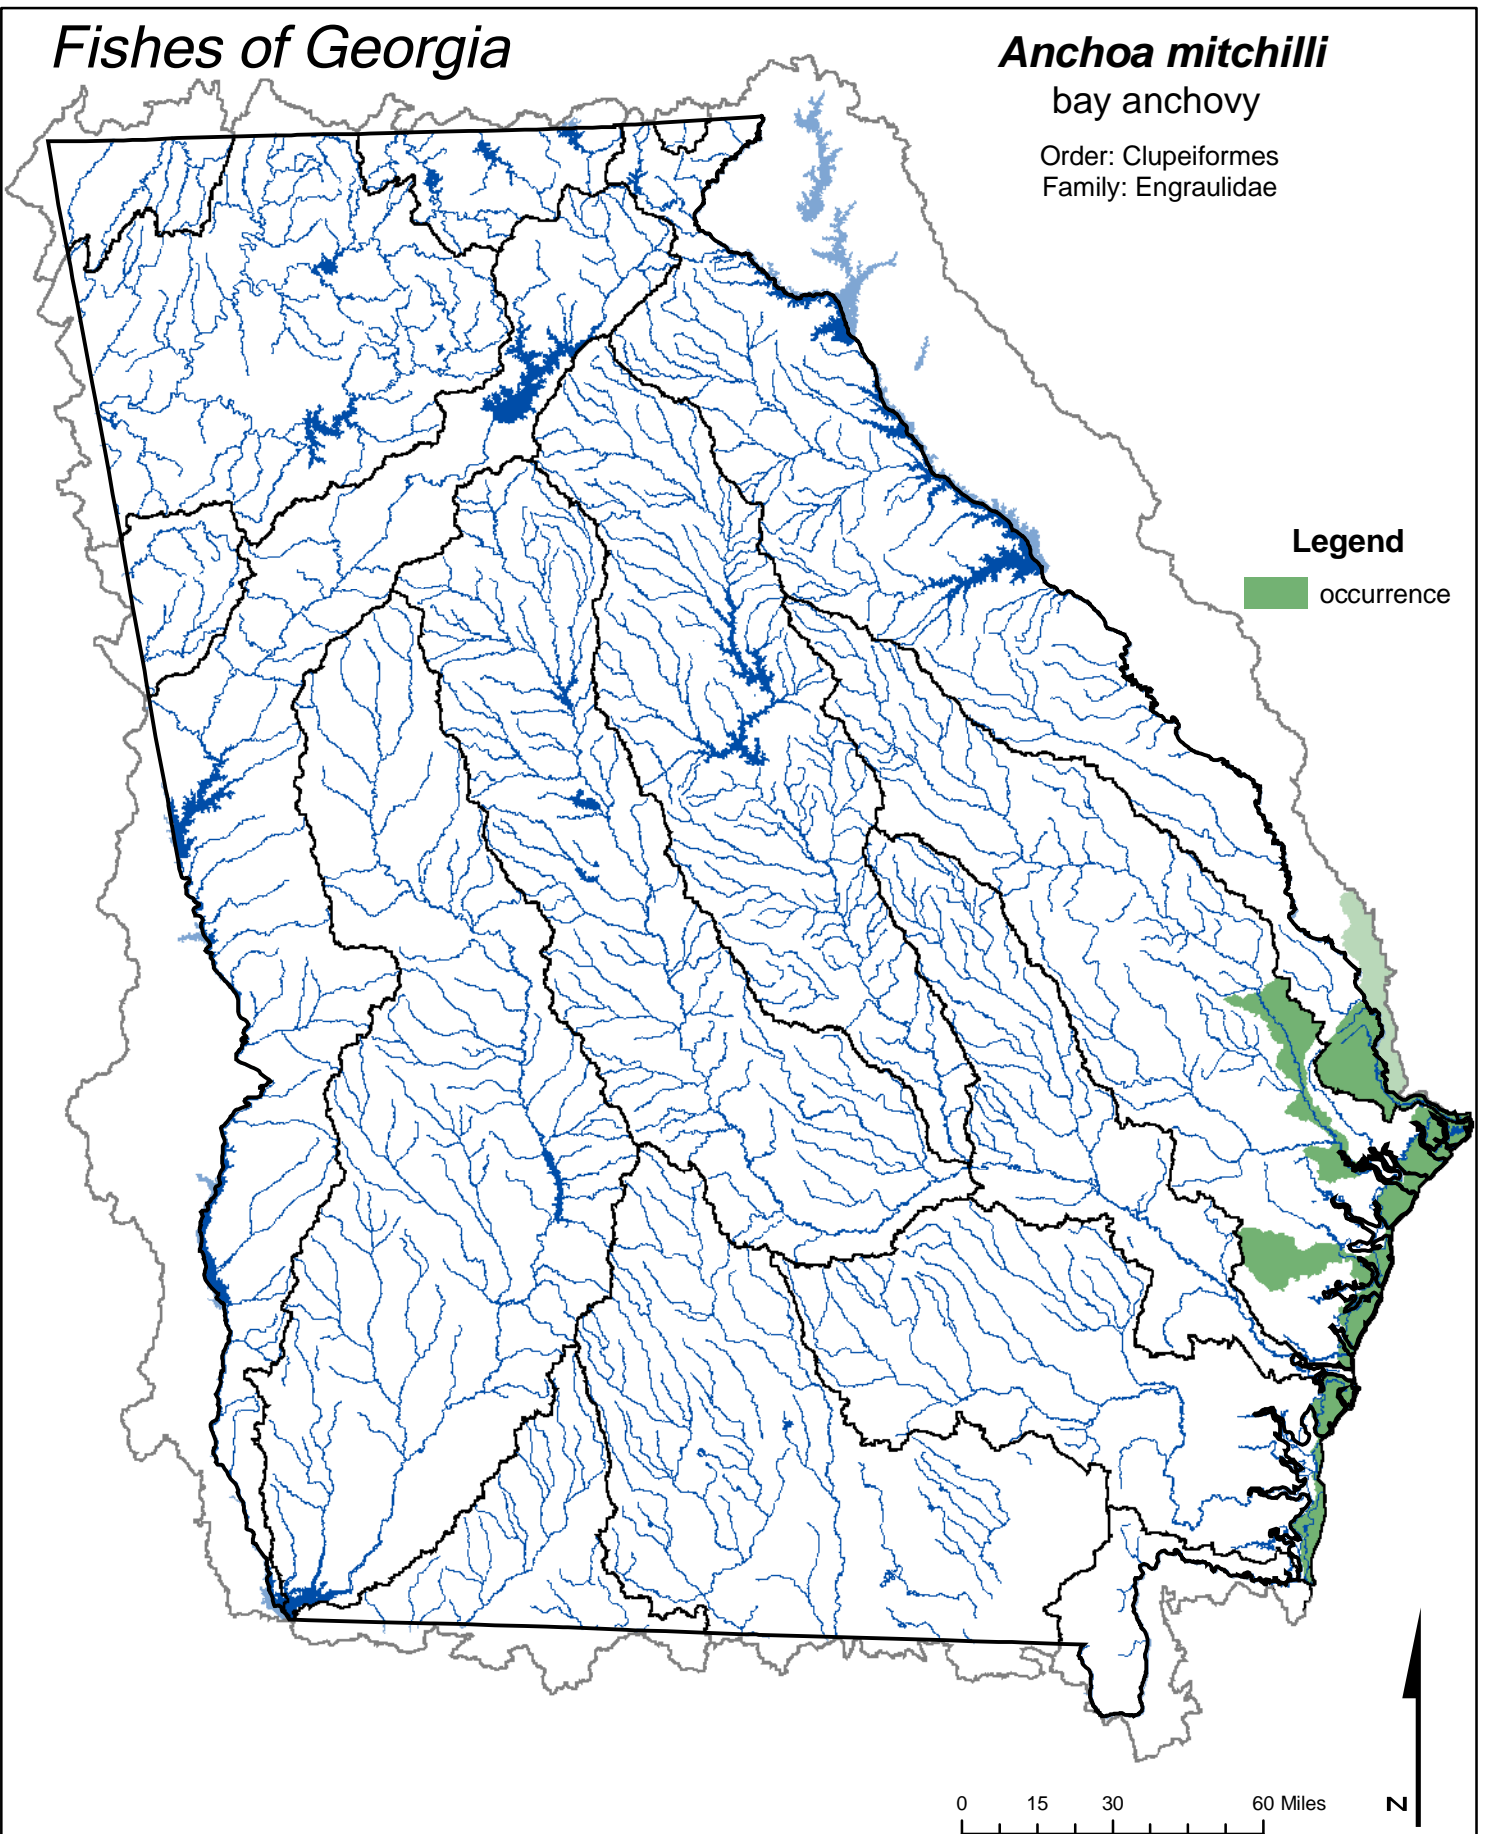 Fishes of Georgia
Anchoa mitchilli
bay anchovy
Order: Clupeiformes
Family: Engraulidae
Legend
occurrence
0 15 30 60 Miles
N